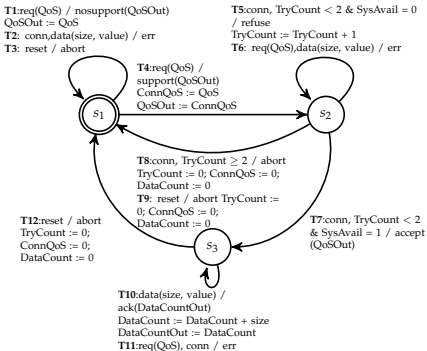 T1:req(QoS) / nosupport(QoSOut)
QoSOut := QoS
T2: conn,data(size, value) / err
T3: reset / abort
T5:conn, TryCount < 2 & SysAvail = 0
/ refuse
TryCount := TryCount + 1
T6: req(QoS),data(size, value) / err
T4:req(QoS) /
support(QoSOut)
ConnQoS := QoS
QoSOut := ConnQoS
s1
s2
T8:conn, TryCount ≥ 2 / abort
TryCount := 0; ConnQoS := 0;
DataCount := 0
T9: reset / abort TryCount :=
0; ConnQoS := 0;
DataCount := 0
T12:reset / abort
TryCount := 0;
ConnQoS := 0;
DataCount := 0
T7:conn, TryCount < 2
& SysAvail = 1 / accept
(QoSOut)
s3
T10:data(size, value) /
ack(DataCountOut)
DataCount := DataCount + size
DataCountOut := DataCount
T11:req(QoS), conn / err